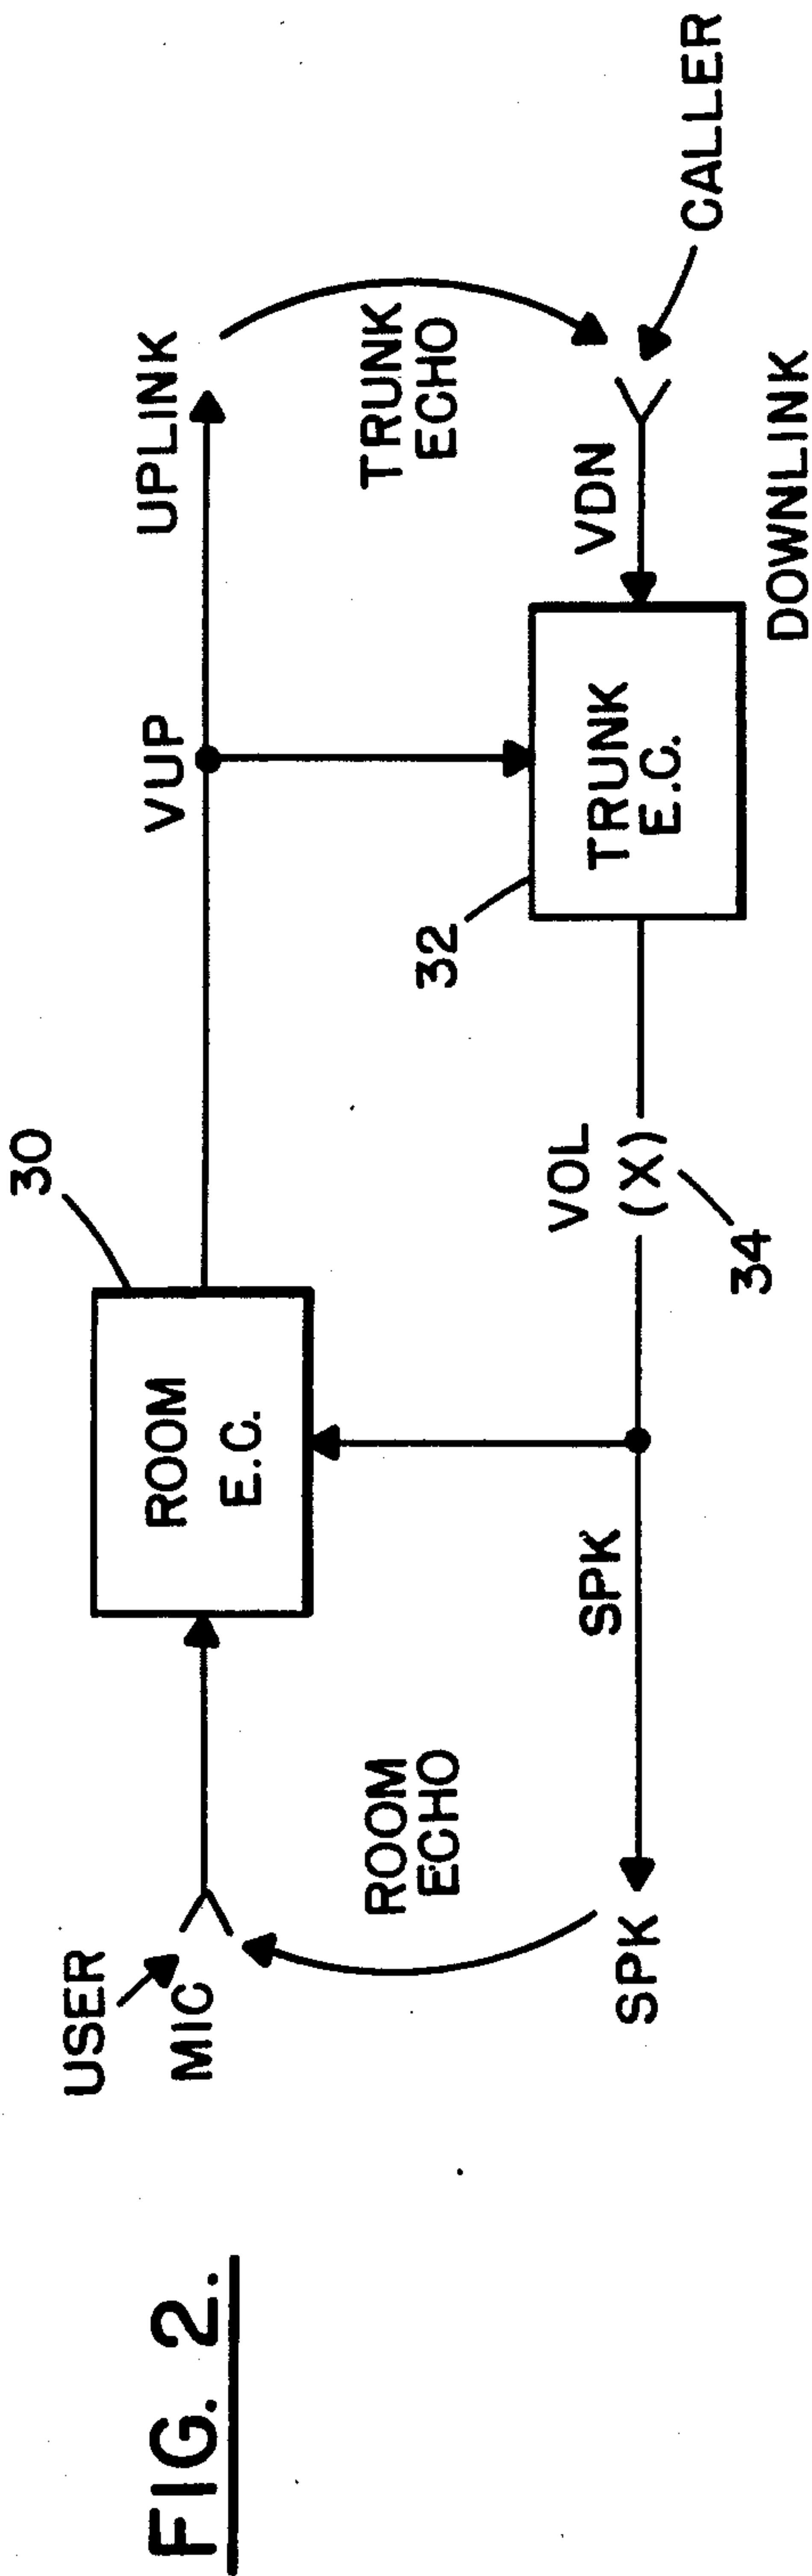 FIG. 2.
USER
MIC
ROOM
E.C.
30
VUP
UPLINK
ROOM
ECHO
TRUNK
ECHO
SPK
SPK
VOL
(X)
34
32
TRUNK
E.C.
VDN
CALLER
DOWNLINK